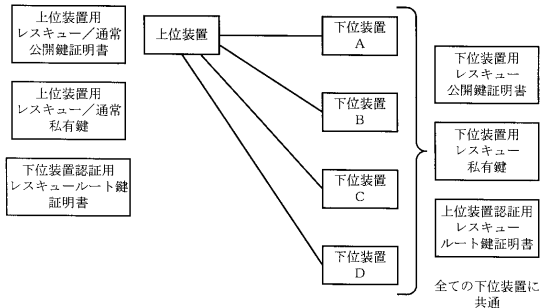 上位装置用
レスキュー／通常
公開鍵証明書
上位装置用
レスキュー／通常
私有鍵
下位装置認証用
レスキュールート鍵
証明書
上位装置
下位装置
A
下位装置
B
下位装置
C
下位装置
D
下位装置用
レスキュー
公開鍵証明書
下位装置用
レスキュー
私有鍵
上位装置認証用
レスキュー
ルート鍵証明書
全ての下位装置に
共通